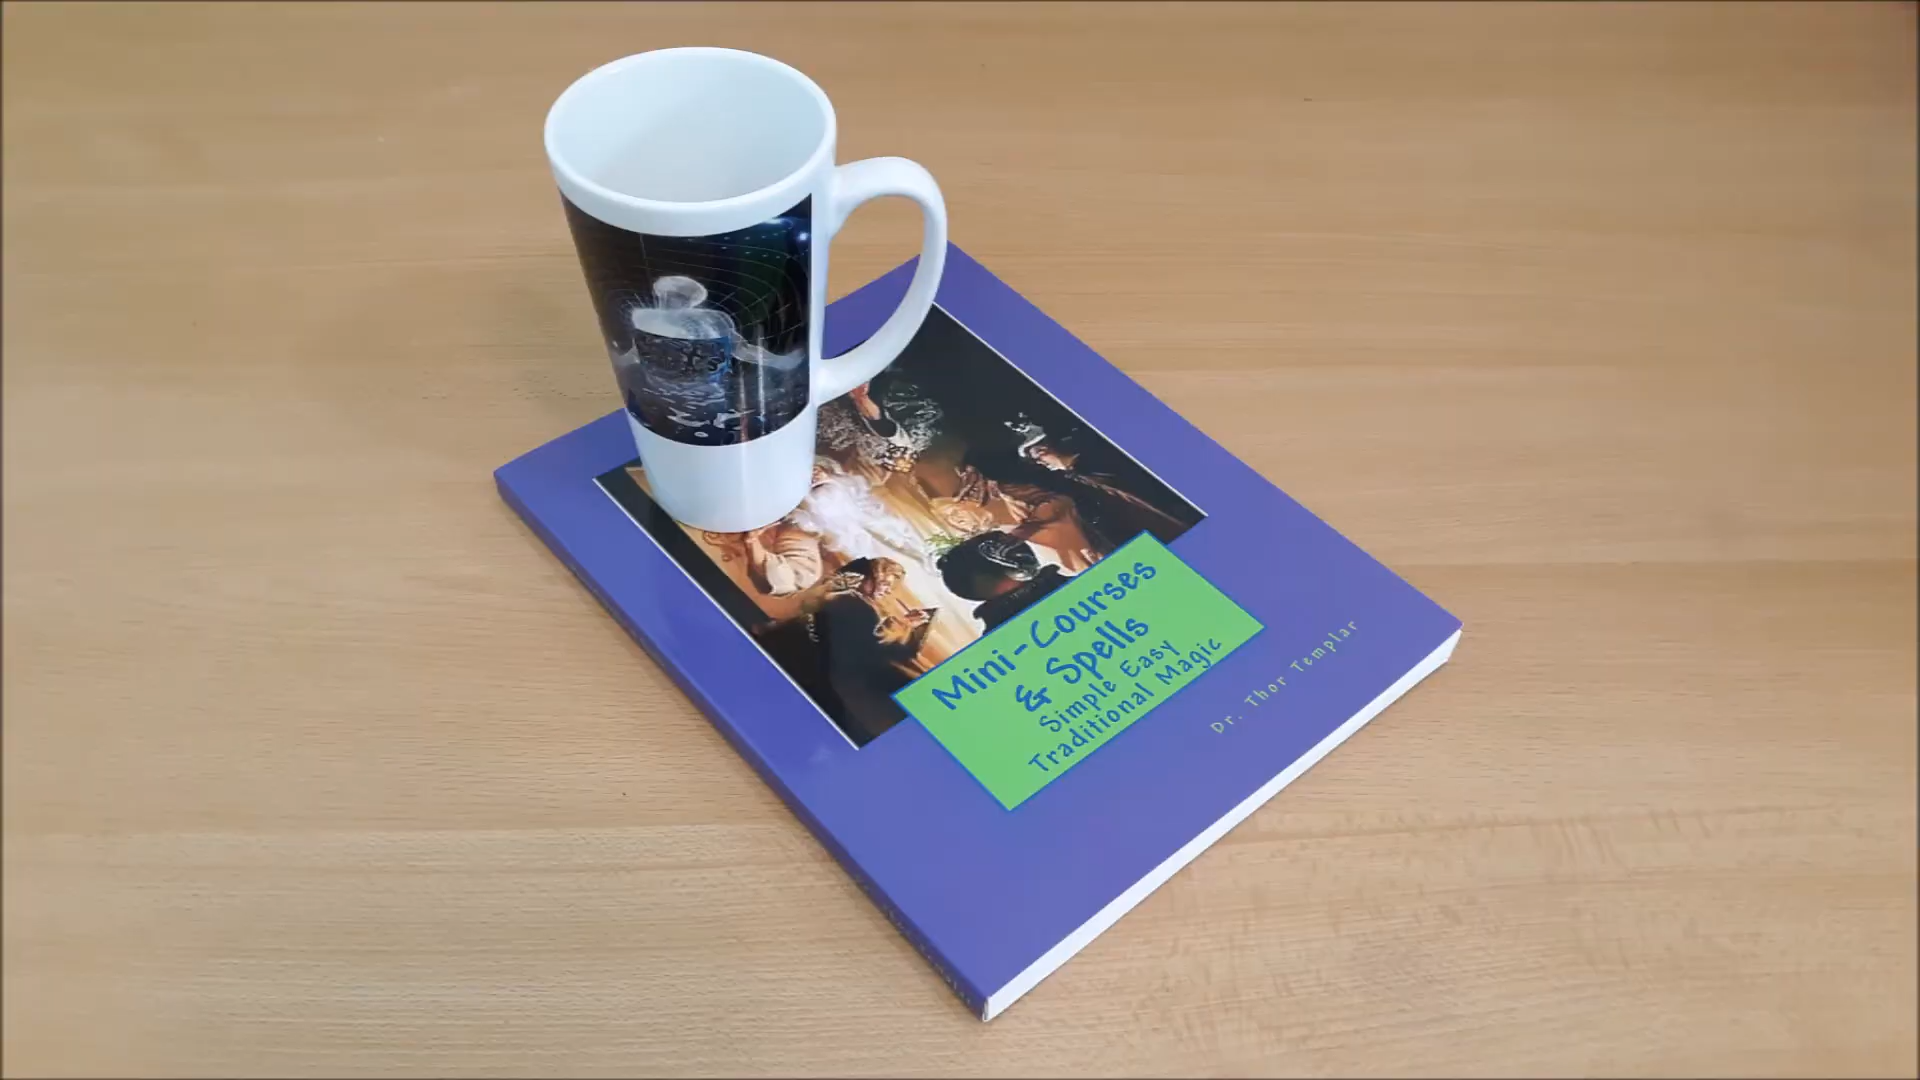 Mini-Courses
& Spells
Simple Easy
Traditional Magic
Dr. Thor Templar